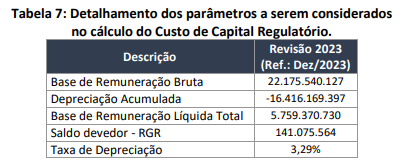 Tabela 7: Detalhamento dos parâmetros a serem considerados
no cálculo do Custo de Capital Regulatório.
Descrição Revisão 2023 (Ref.: Dez/2023)
Base de Remuneração Bruta 22.175.540.127
Depreciação Acumulada -16.416.169.397
Base de Remuneração Líquida Total 5.759.370.730
Saldo devedor - RGR 141.075.564
Taxa de Depreciação 3,29%